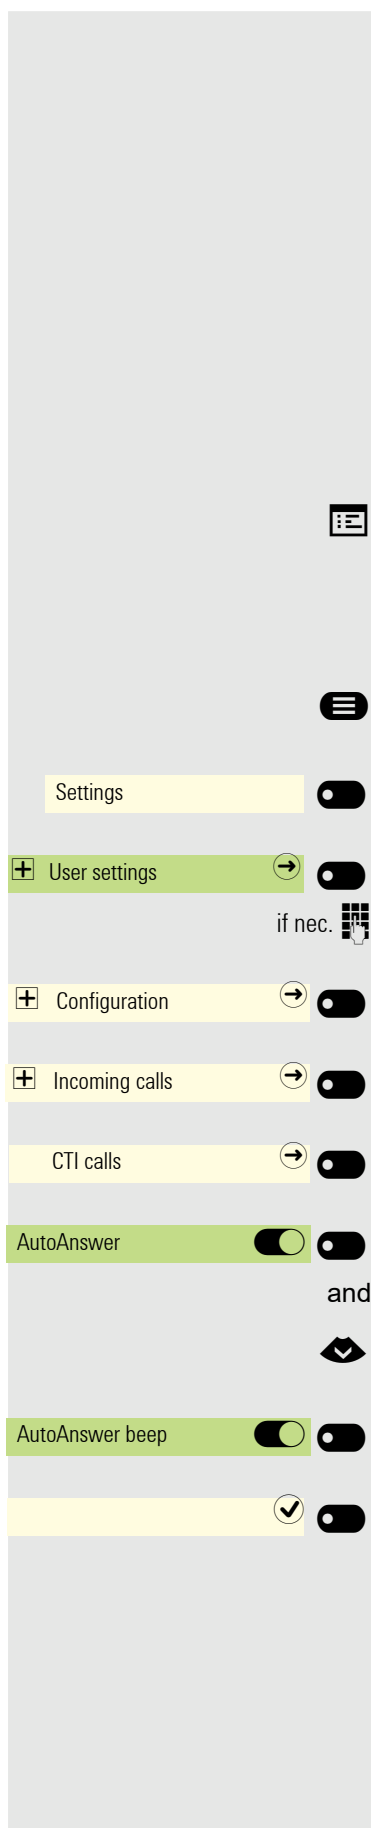 Settings
User settings
if nec.
Configuration
Incoming calls
CTI calls
AutoAnswer
and
AutoAnswer beep